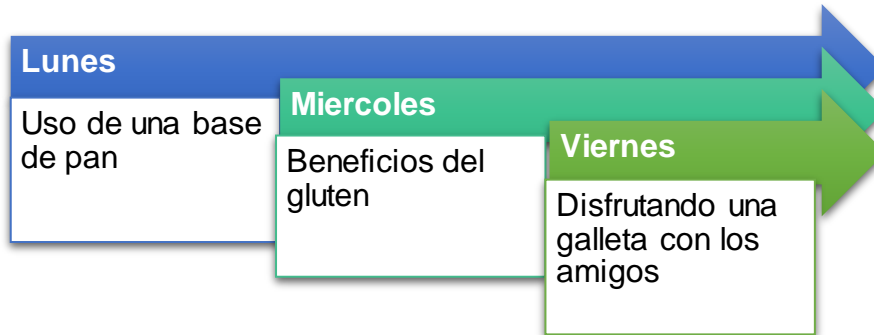 Lunes
Uso de una base
de pan
Miercoles
Beneficios del
gluten
Viernes
Disfrutando una
galleta con los
amigos